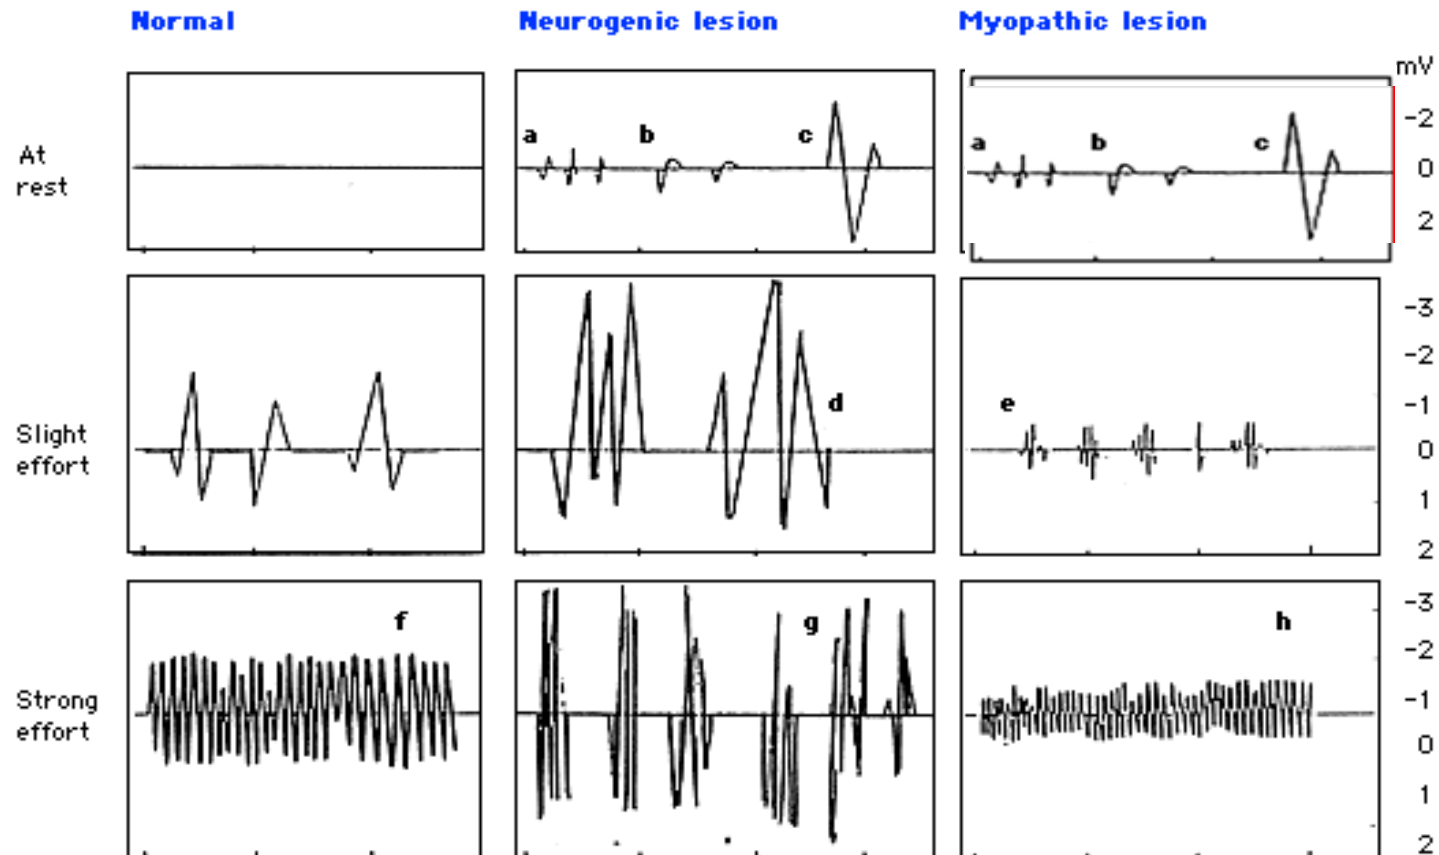 Normal
Neurogenic lesion
Myopathic lesion
mV
At
rest
a
b
c
a
b
c
-2
0
2
Slight
effort
d
e
-3
-2
-1
0
1
2
Strong
effort
f
g
h
-3
-2
-1
0
1
2